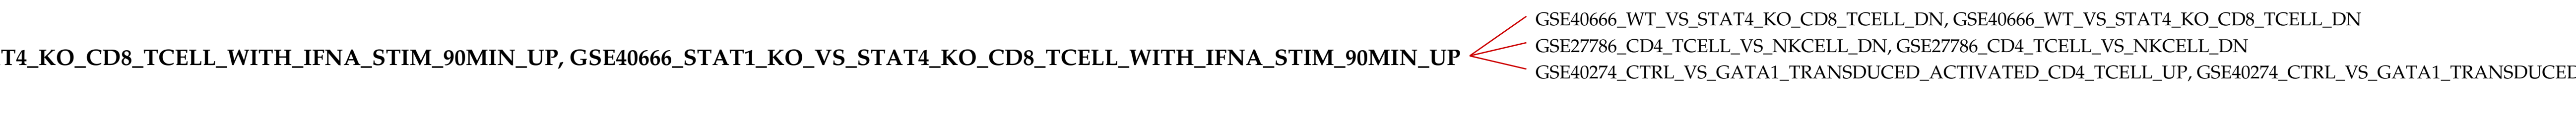 GSE40666_WT_VS_STAT4_KO_CD8_TCELL_DN, GSE40666_WT_VS_STAT4_KO_CD8_TCELL_DN
T4_KO_CD8_TCELL_WITH_IFNA_STIM_90MIN_UP, GSE40666_STAT1_KO_VS_STAT4_KO_CD8_TCELL_WITH_IFNA_STIM_90MIN_UP
GSE27786_CD4_TCELL_VS_NKCELL_DN, GSE27786_CD4_TCELL_VS_NKCELL_DN
GSE40274_CTRL_VS_GATA1_TRANSDUCED_ACTIVATED_CD4_TCELL_UP, GSE40274_CTRL_VS_GATA1_TRANSDUCED